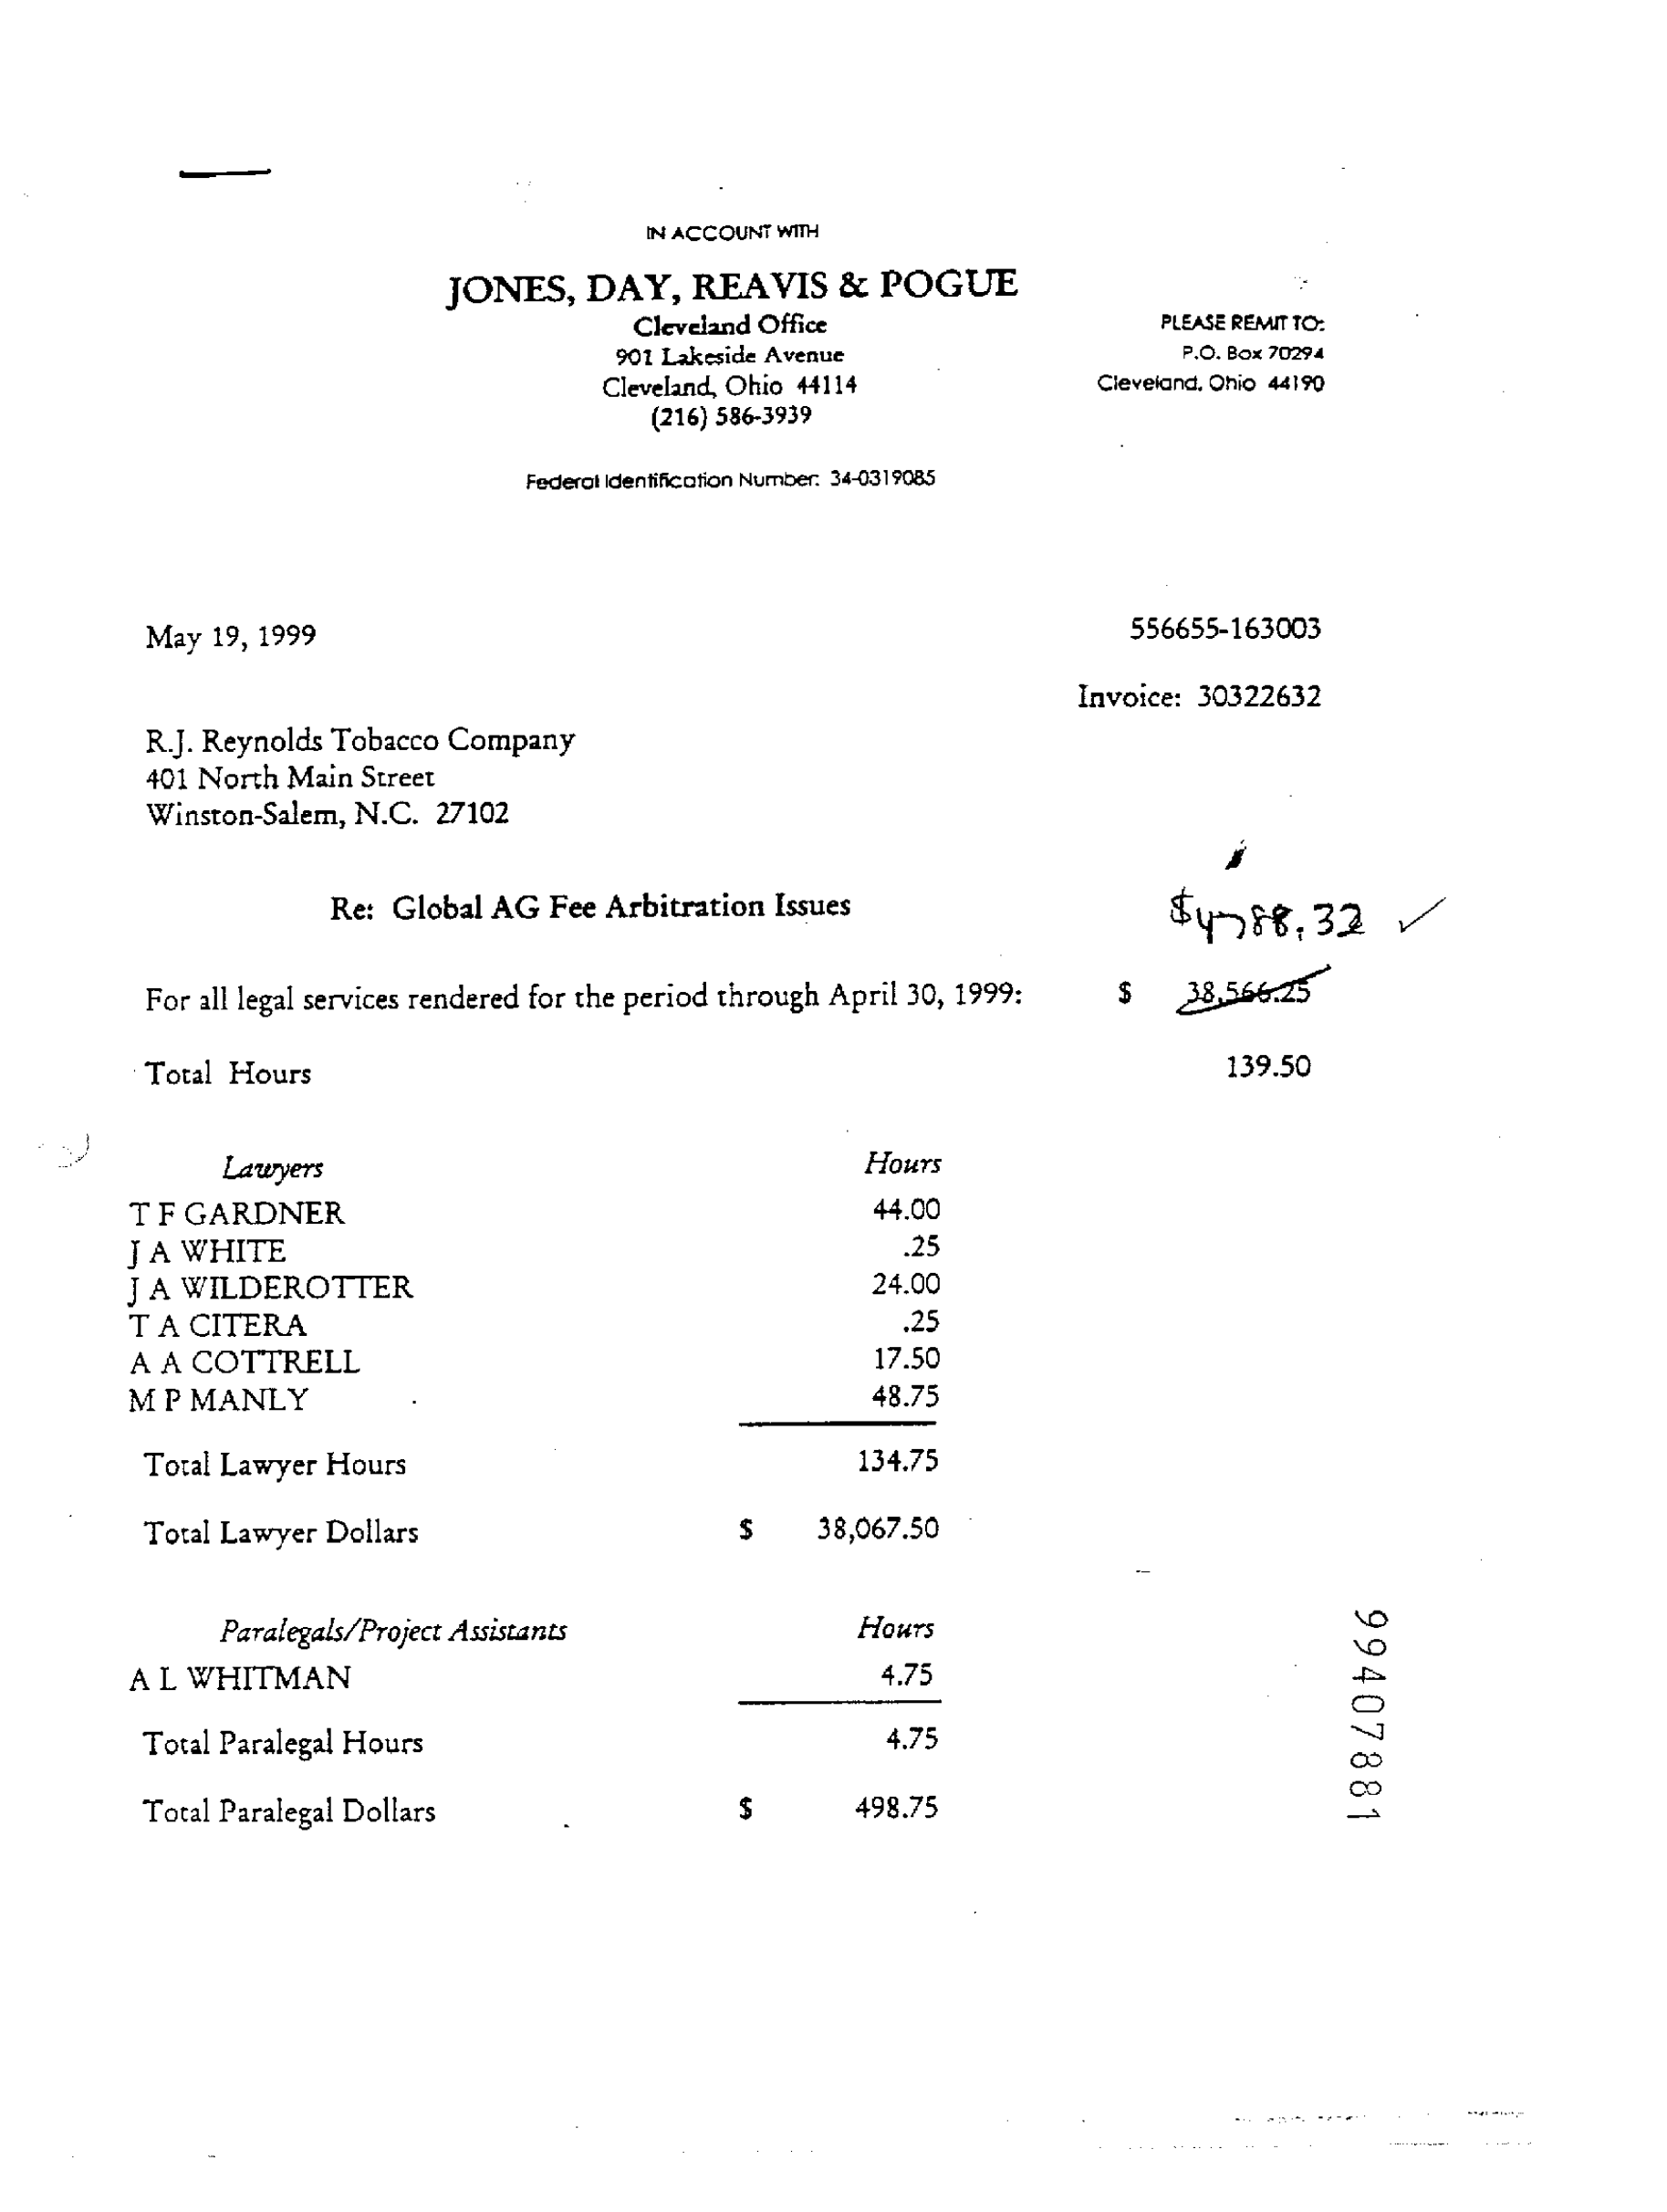 IN ACCOUNT WITH
JONES, DAY, REAVIS & POGUE
Cleveland Office
901 Lakeside Avenue
Cleveland, Ohio 44114
(216) 586-3939
PLEASE REMIT TO:
P.O. Box 70294
Cleveland, Ohio 44190
Federal Identification Number: 34-0319085
May 19, 1999
556655-163003
Invoice: 30322632
R.J. Reynolds Tobacco Company
401 North Main Street
Winston-Salem, N.C. 27102
Re: Global AG Fee Arbitration Issues
$4788.32 ✓
For all legal services rendered for the period through April 30, 1999: $ 38,566.25
Total Hours 139.50
Lawyers Hours
T F GARDNER 44.00
J A WHITE .25
J A WILDEROTTER 24.00
T A CITERA .25
A A COTTRELL 17.50
M P MANLY 48.75
Total Lawyer Hours 134.75
Total Lawyer Dollars $ 38,067.50
Paralegals/Project Assistants Hours
A L WHITMAN 4.75
Total Paralegal Hours 4.75
Total Paralegal Dollars $ 498.75
99407881